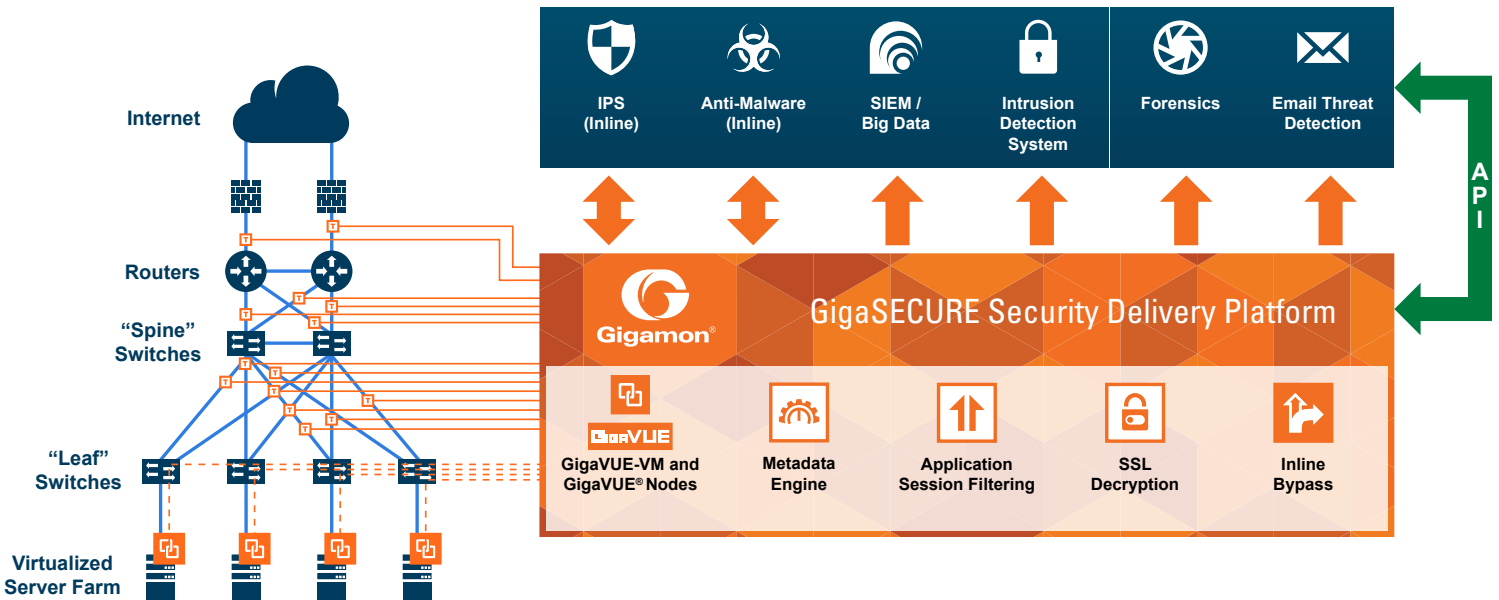 Internet
Routers
“Spine”
Switches
“Leaf”
Switches
Virtualized
Server Farm
T
T
T
T
T
T
T
T
T
T
T
T
T
T
IPS
(Inline)
Anti-Malware
(Inline)
SIEM /
Big Data
Intrusion
Detection
System
Forensics
Email Threat
Detection
API
Gigamon®
GigaSECURE Security Delivery Platform
GigaVUE
GigaVUE-VM and
GigaVUE® Nodes
Metadata
Engine
Application
Session Filtering
SSL
Decryption
Inline
Bypass